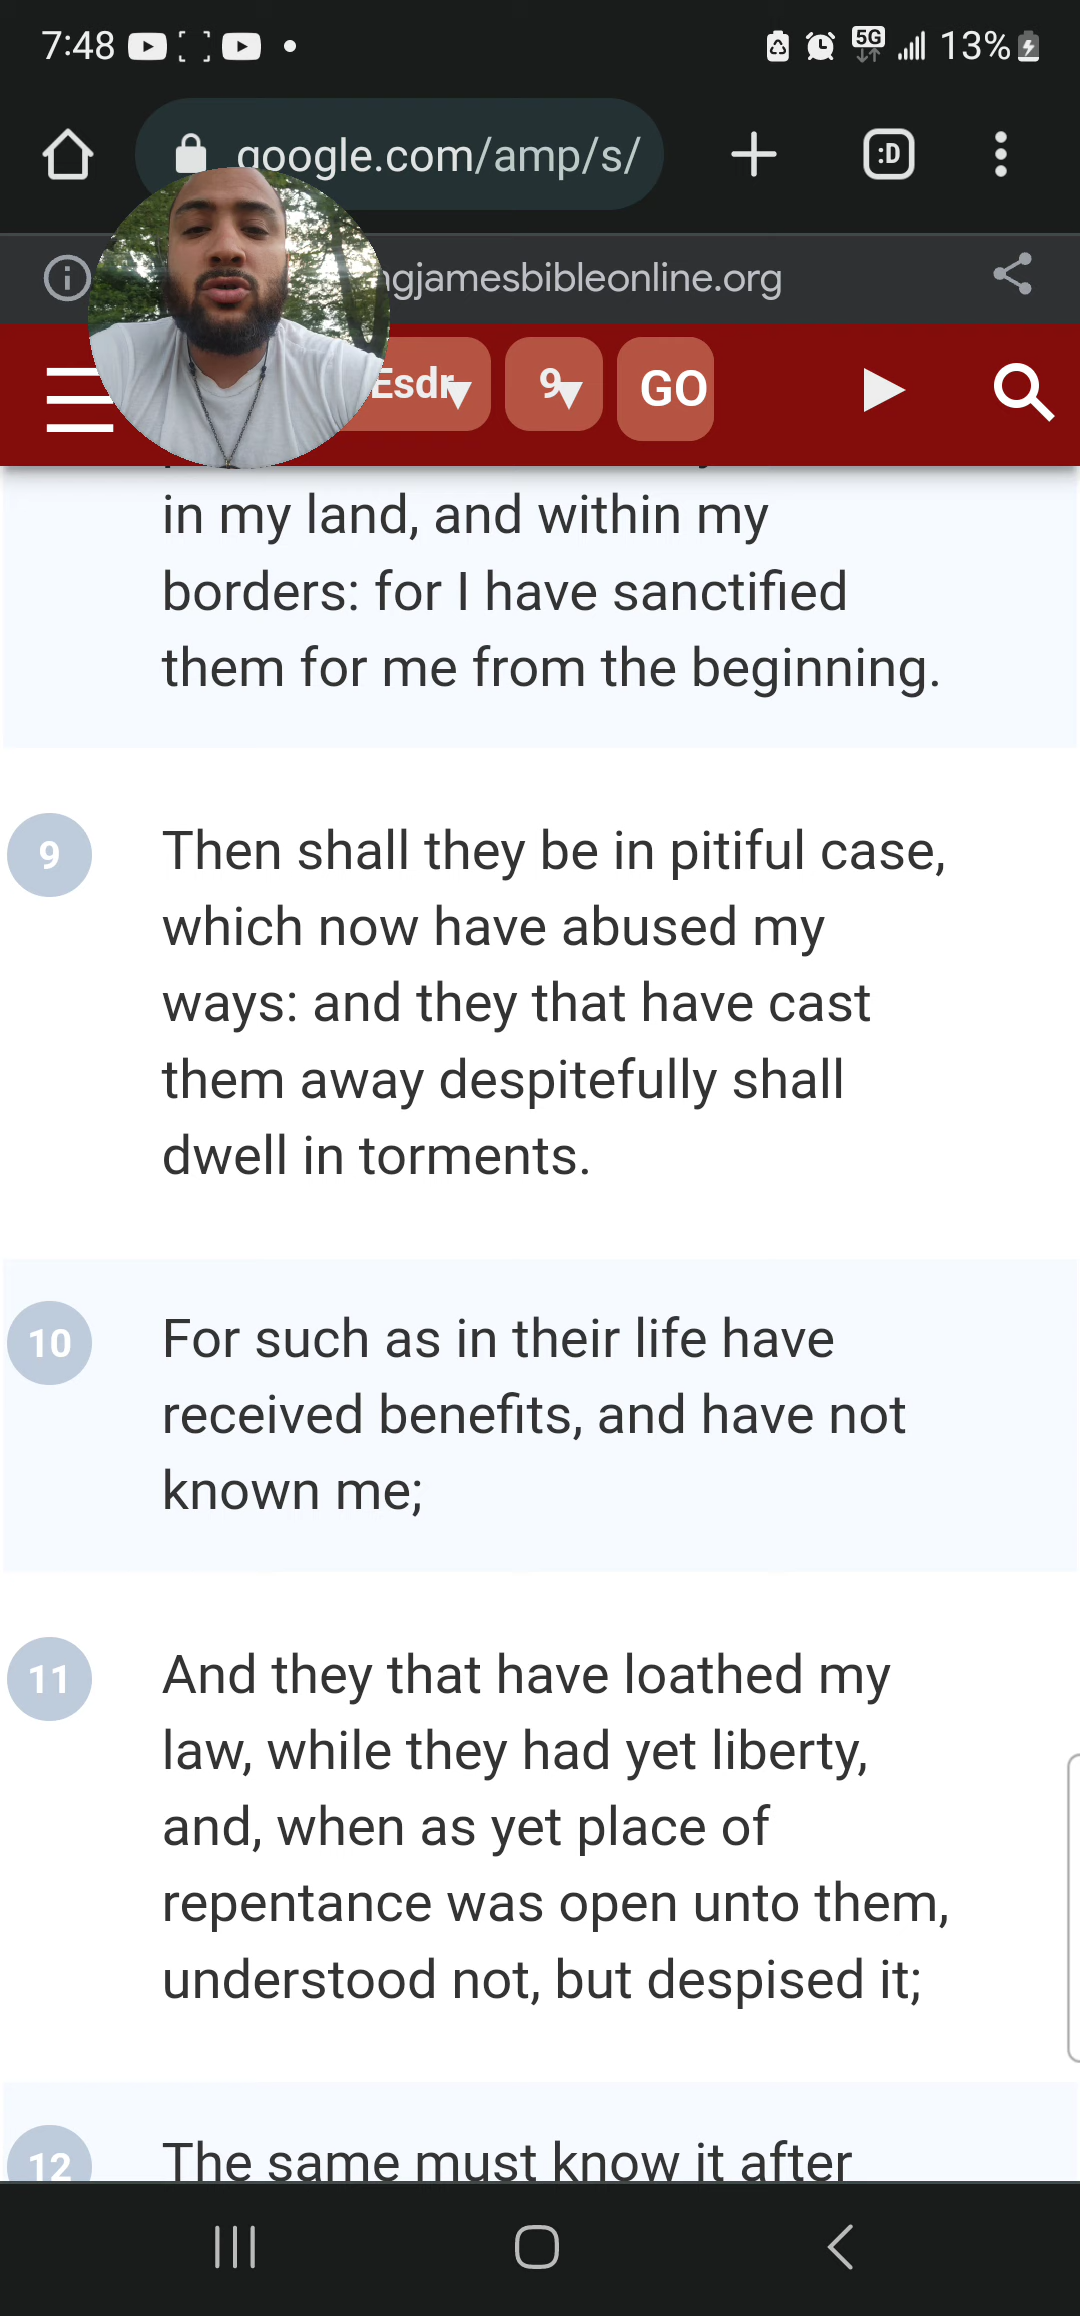 7:48
5G
13%
google.com/amp/s/
:D
ngjamesbibleonline.org
Esdr
9
GO
in my land, and within my
borders: for I have sanctified
them for me from the beginning.
9
Then shall they be in pitiful case,
which now have abused my
ways: and they that have cast
them away despitefully shall
dwell in torments.
10
For such as in their life have
received benefits, and have not
known me;
11
And they that have loathed my
law, while they had yet liberty,
and, when as yet place of
repentance was open unto them,
understood not, but despised it;
12
The same must know it after